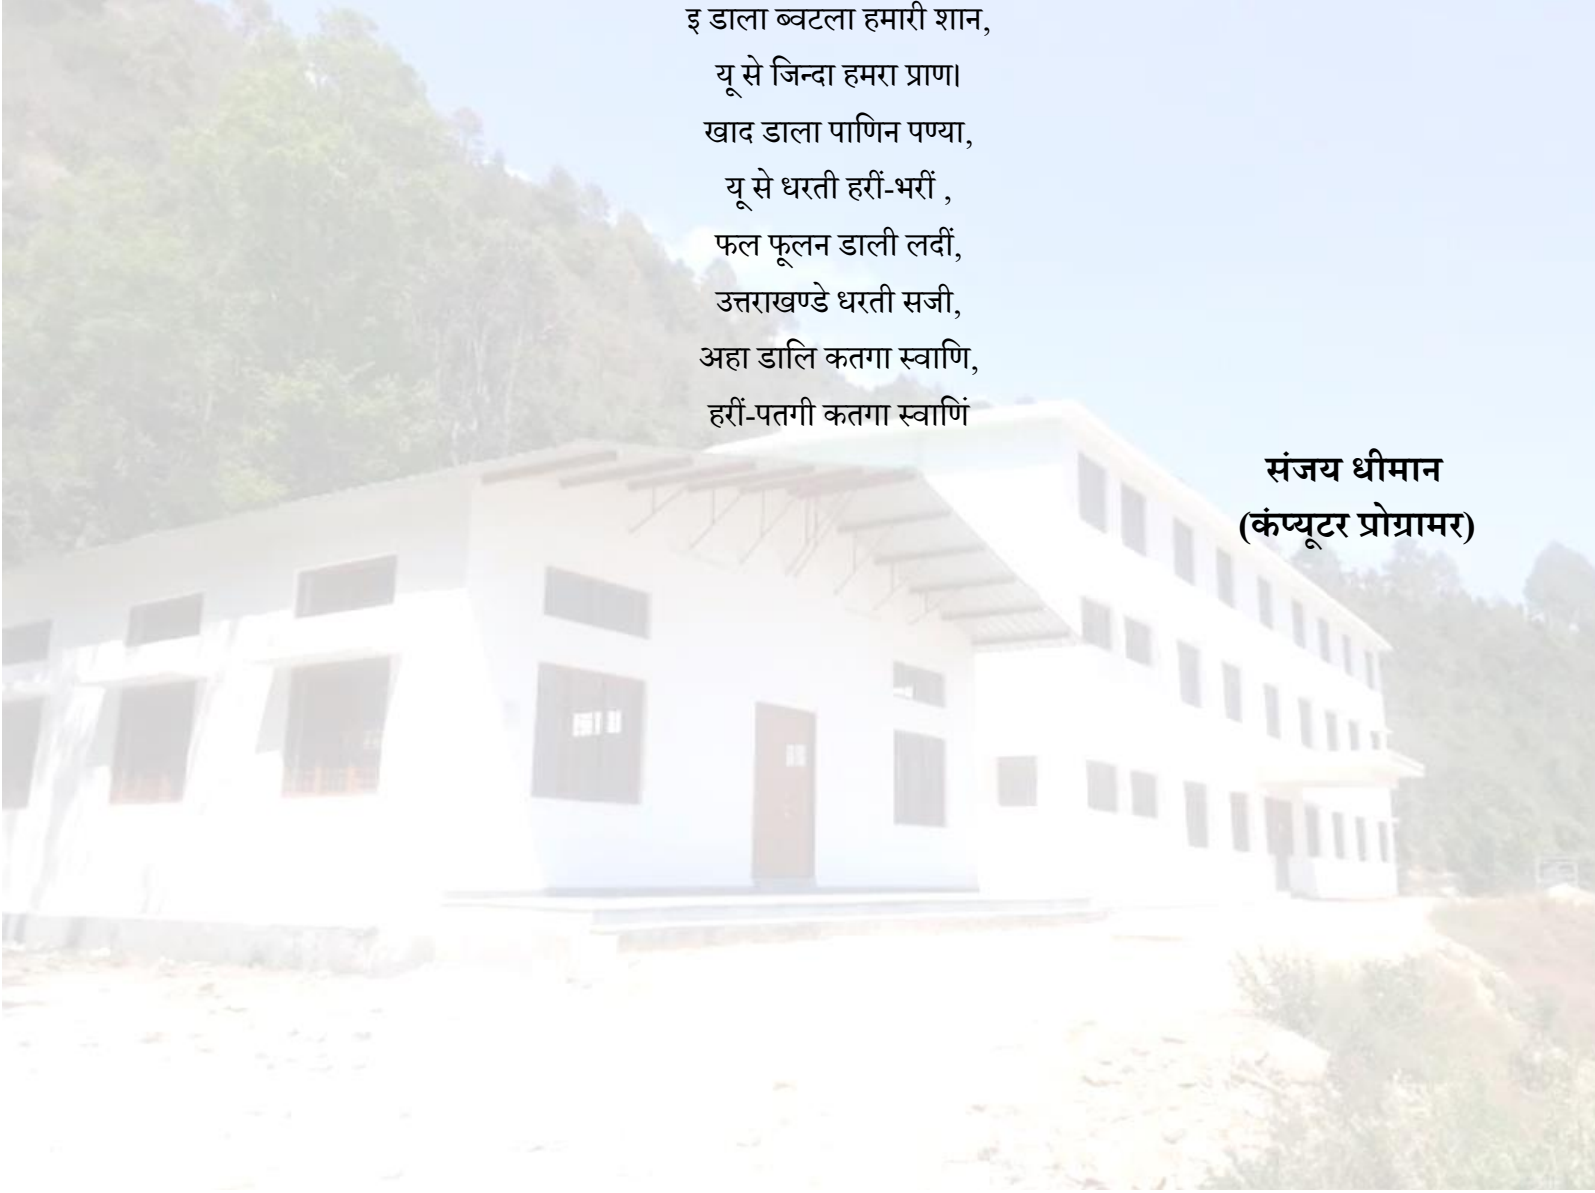 इ डाला ब्वटला हमारी शान,
यू से जिन्दा हमरा प्राण।
खाद डाला पाणिन पण्या,
यू से धरती हरीं-भरीं ,
फल फूलन डाली लदीं,
उत्तराखण्डे धरती सजी,
अहा डालि कतगा स्वाणि,
हरीं-पतगी कतगा स्वाणिं
संजय धीमान
(कंप्यूटर प्रोग्रामर)